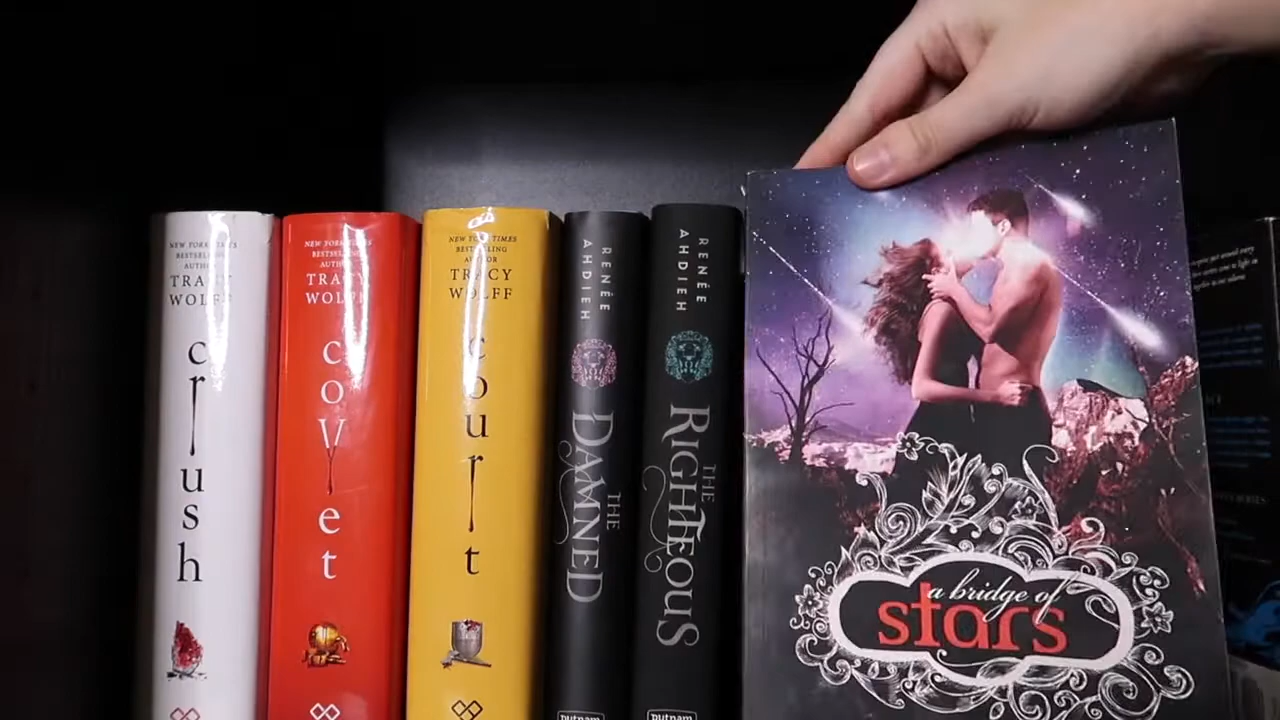 NEW YORK TIMES
BESTSELLING
AUTHOR
TRACY
WOLFF
crush
NEW YORK TIMES
BESTSELLING
AUTHOR
TRACY
WOLFF
covet
NEW YORK TIMES
BESTSELLING
AUTHOR
TRACY
WOLFF
court
RENÉE
AHDIEH
THE
DAMNED
putnam
RENÉE
AHDIEH
THE
RIGHTEOUS
putnam
a bridge of
stars